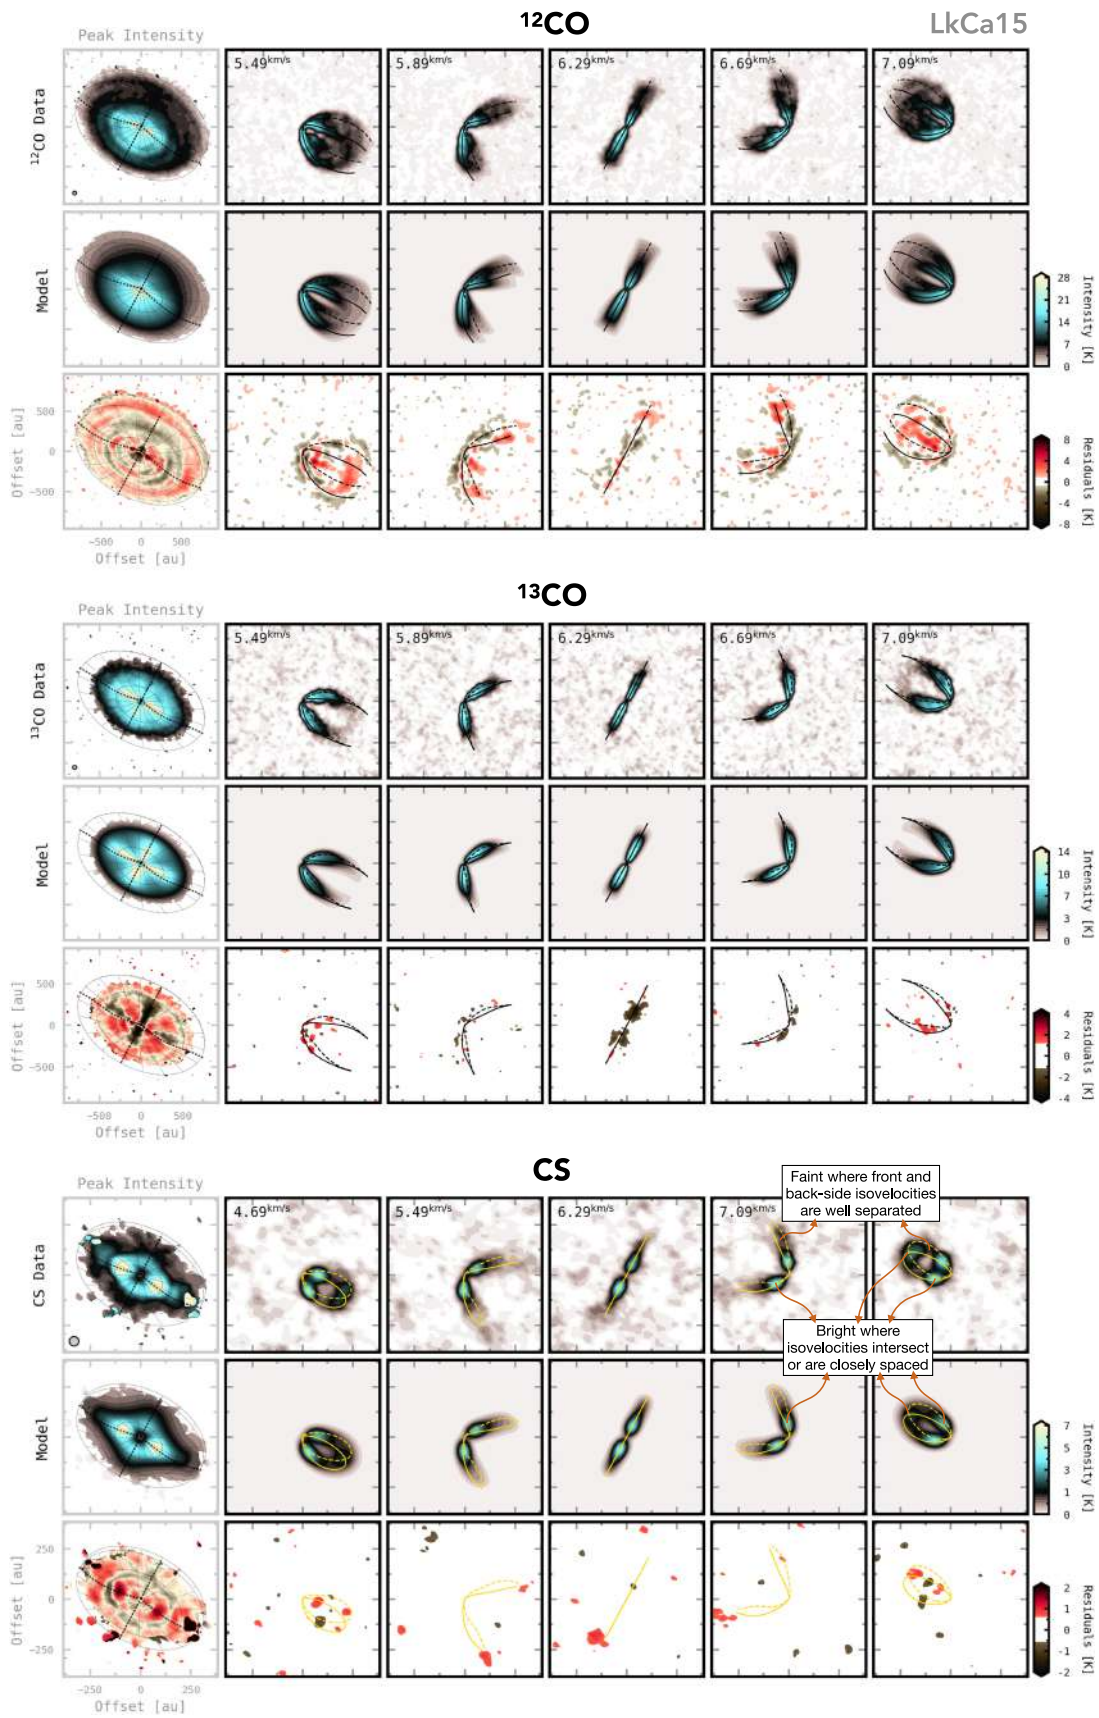 ¹²CO
LkCa15
Peak Intensity
5.49km/s
5.89km/s
6.29km/s
6.69km/s
7.09km/s
¹²CO Data
Model
28
21
14
7
0
Intensity [K]
500
0
−500
Offset [au]
8
4
0
-4
-8
Residuals [K]
−500 0 500
Offset [au]
¹³CO
Peak Intensity
5.49km/s
5.89km/s
6.29km/s
6.69km/s
7.09km/s
¹³CO Data
Model
14
10
7
3
0
Intensity [K]
500
0
−500
Offset [au]
4
2
0
-2
-4
Residuals [K]
−500 0 500
Offset [au]
CS
Peak Intensity
4.69km/s
5.49km/s
6.29km/s
7.09km/s
Faint where front and
back-side isovelocities
are well separated
CS Data
Bright where
isovelocities intersect
or are closely spaced
Model
7
5
3
1
0
Intensity [K]
250
0
−250
Offset [au]
2
1
0
-1
-2
Residuals [K]
−250 0 250
Offset [au]